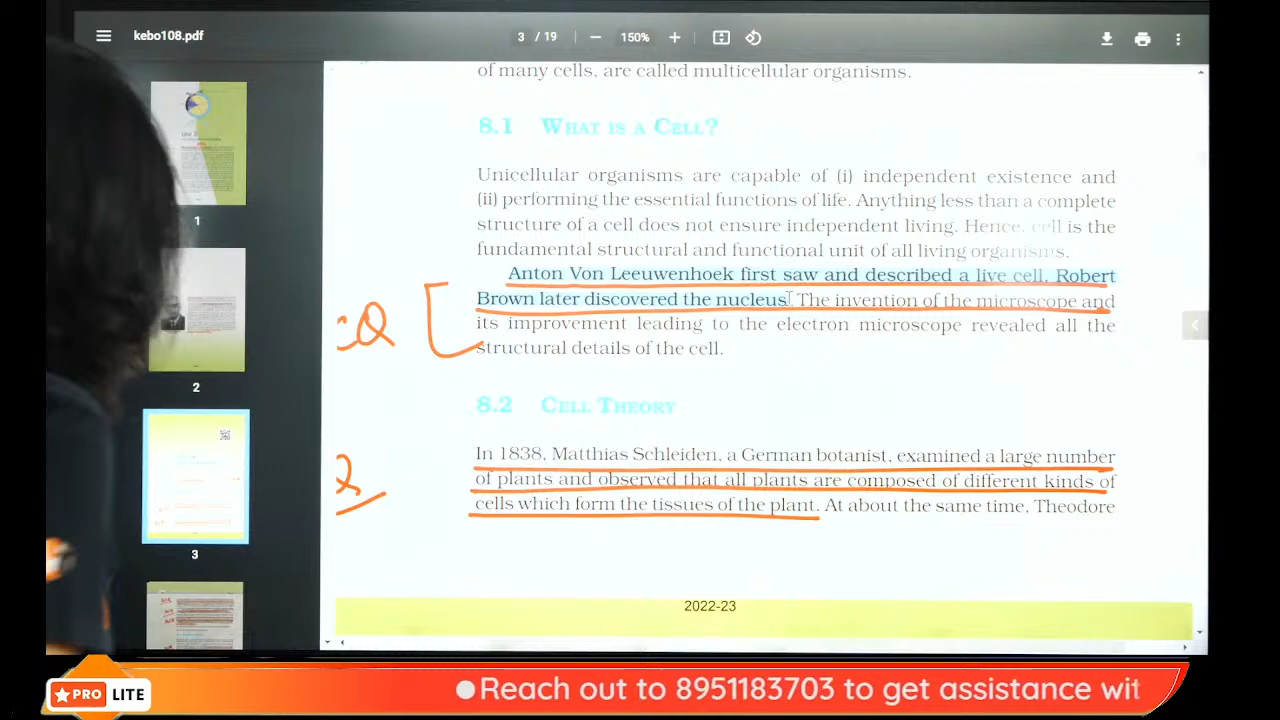 kebo108.pdf
3 / 19
150%
of many cells, are called multicellular organisms.
8.1 WHAT IS A CELL?
Unicellular organisms are capable of (i) independent existence and
(ii) performing the essential functions of life. Anything less than a complete
structure of a cell does not ensure independent living. Hence, cell is the
fundamental structural and functional unit of all living organisms.
Anton Von Leeuwenhoek first saw and described a live cell. Robert
Brown later discovered the nucleus. The invention of the microscope and
its improvement leading to the electron microscope revealed all the
structural details of the cell.
8.2 CELL THEORY
In 1838, Matthias Schleiden, a German botanist, examined a large number
of plants and observed that all plants are composed of different kinds of
cells which form the tissues of the plant. At about the same time, Theodore
2022-23
1
2
3
PRO LITE
Reach out to 8951183703 to get assistance wit